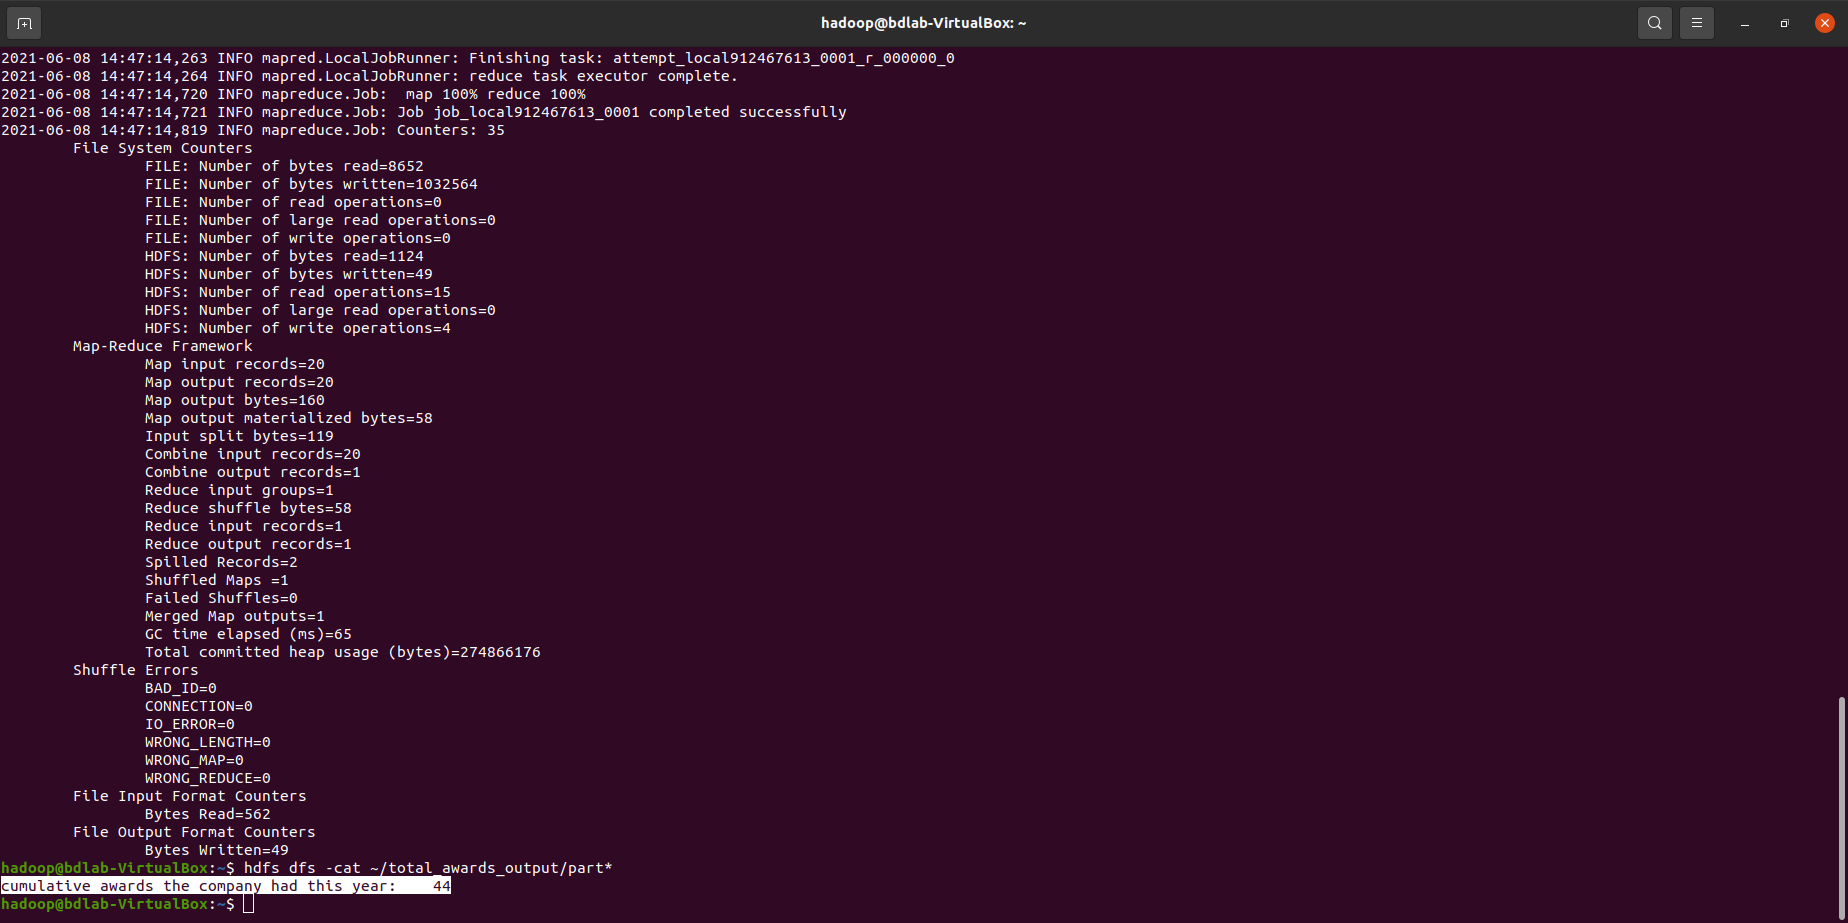 hadoop@bdlab-VirtualBox: ~
2021-06-08 14:47:14,263 INFO mapred.LocalJobRunner: Finishing task: attempt_local912467613_0001_r_000000_0
2021-06-08 14:47:14,264 INFO mapred.LocalJobRunner: reduce task executor complete.
2021-06-08 14:47:14,720 INFO mapreduce.Job:  map 100% reduce 100%
2021-06-08 14:47:14,721 INFO mapreduce.Job: Job job_local912467613_0001 completed successfully
2021-06-08 14:47:14,819 INFO mapreduce.Job: Counters: 35
File System Counters
FILE: Number of bytes read=8652
FILE: Number of bytes written=1032564
FILE: Number of read operations=0
FILE: Number of large read operations=0
FILE: Number of write operations=0
HDFS: Number of bytes read=1124
HDFS: Number of bytes written=49
HDFS: Number of read operations=15
HDFS: Number of large read operations=0
HDFS: Number of write operations=4
Map-Reduce Framework
Map input records=20
Map output records=20
Map output bytes=160
Map output materialized bytes=58
Input split bytes=119
Combine input records=20
Combine output records=1
Reduce input groups=1
Reduce shuffle bytes=58
Reduce input records=1
Reduce output records=1
Spilled Records=2
Shuffled Maps =1
Failed Shuffles=0
Merged Map outputs=1
GC time elapsed (ms)=65
Total committed heap usage (bytes)=274866176
Shuffle Errors
BAD_ID=0
CONNECTION=0
IO_ERROR=0
WRONG_LENGTH=0
WRONG_MAP=0
WRONG_REDUCE=0
File Input Format Counters
Bytes Read=562
File Output Format Counters
Bytes Written=49
hadoop@bdlab-VirtualBox:~$ hdfs dfs -cat ~/total_awards_output/part*
cumulative awards the company had this year:    44
hadoop@bdlab-VirtualBox:~$